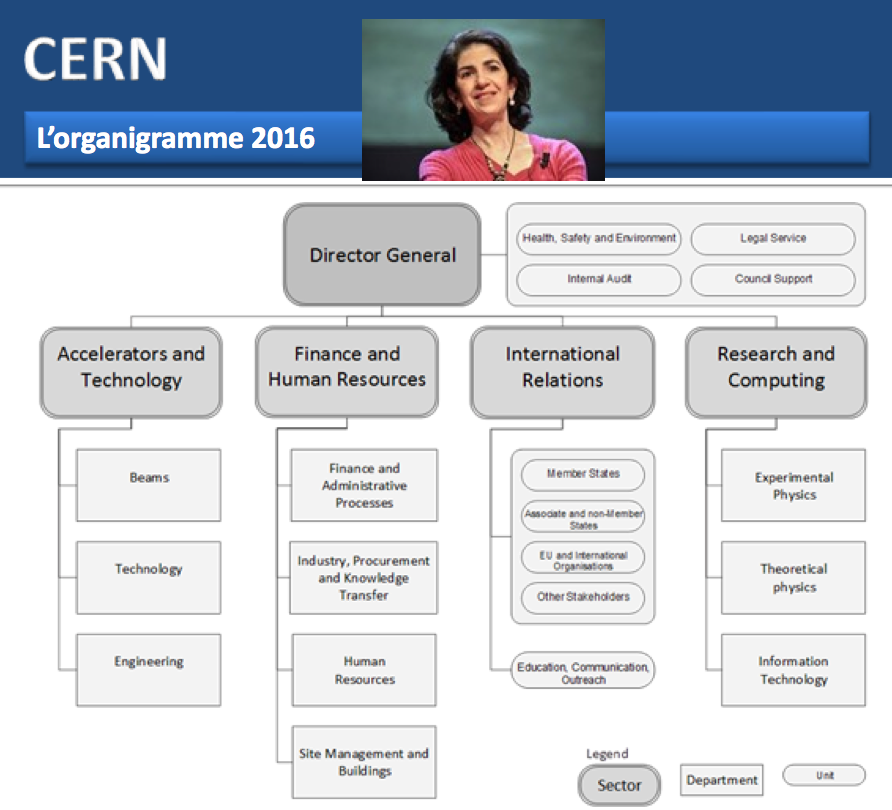 CERN
L'organigramme 2016
Director General
Health, Safety and Environment
Legal Service
Internal Audit
Council Support
Accelerators and
Technology
Finance and
Human Resources
International
Relations
Research and
Computing
Beams
Technology
Engineering
Finance and
Administrative
Processes
Industry, Procurement
and Knowledge
Transfer
Human
Resources
Site Management and
Buildings
Member States
Associate and non-Member
States
EU and International
Organisations
Other Stakeholders
Education, Communication,
Outreach
Experimental
Physics
Theoretical
physics
Information
Technology
Legend
Sector
Department
Unit